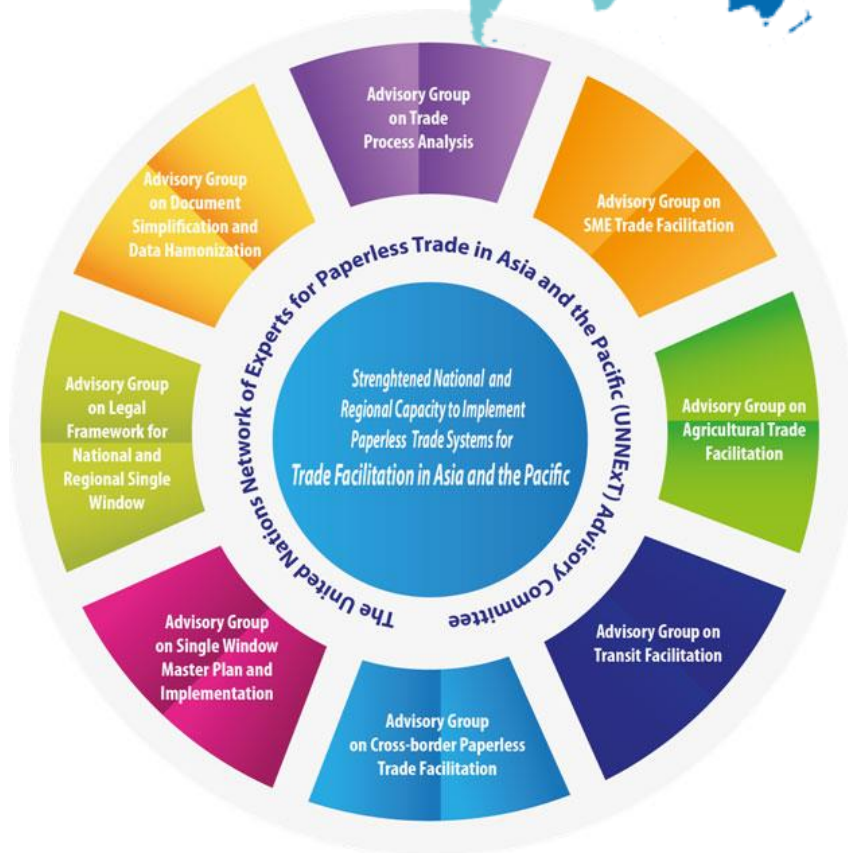 Advisory Group
on Trade
Process Analysis
Advisory Group on
SME Trade Facilitation
Advisory Group on
Agricultural Trade
Facilitation
Advisory Group on
Transit Facilitation
Advisory Group
on Cross-border Paperless
Trade Facilitation
Advisory Group
on Single Window
Master Plan and
Implementation
Advisory Group
on Legal
Framework for
National and
Regional Single
Window
Advisory Group
on Document
Simplification and
Data Hamonization
The United Nations Network of Experts for Paperless Trade in Asia and the Pacific (UNNExT) Advisory Committee
Strenghtened National and
Regional Capacity to Implement
Paperless Trade Systems for
Trade Facilitation in Asia and the Pacific